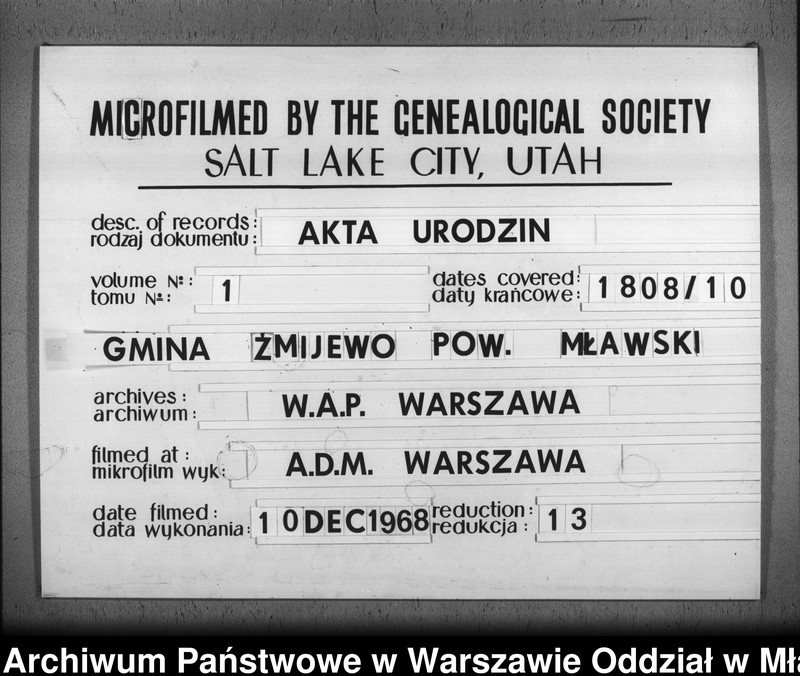 MICROFILMED BY THE GENEALOGICAL SOCIETY
SALT LAKE CITY, UTAH
desc. of records: AKTA URODZIN
rodzaj dokumentu:
volume Nº: 1 dates covered: 1808/10
tomu Nº: daty krańcowe:
GMINA ŻMIJEWO POW. MŁAWSKI
archives: W.A.P. WARSZAWA
archiwum:
filmed at: A.D.M. WARSZAWA
mikrofilm wyk:
date filmed: 10DEC1968 reduction: 13
data wykonania: redukcja:
Archiwum Państwowe w Warszawie Oddział w Mła